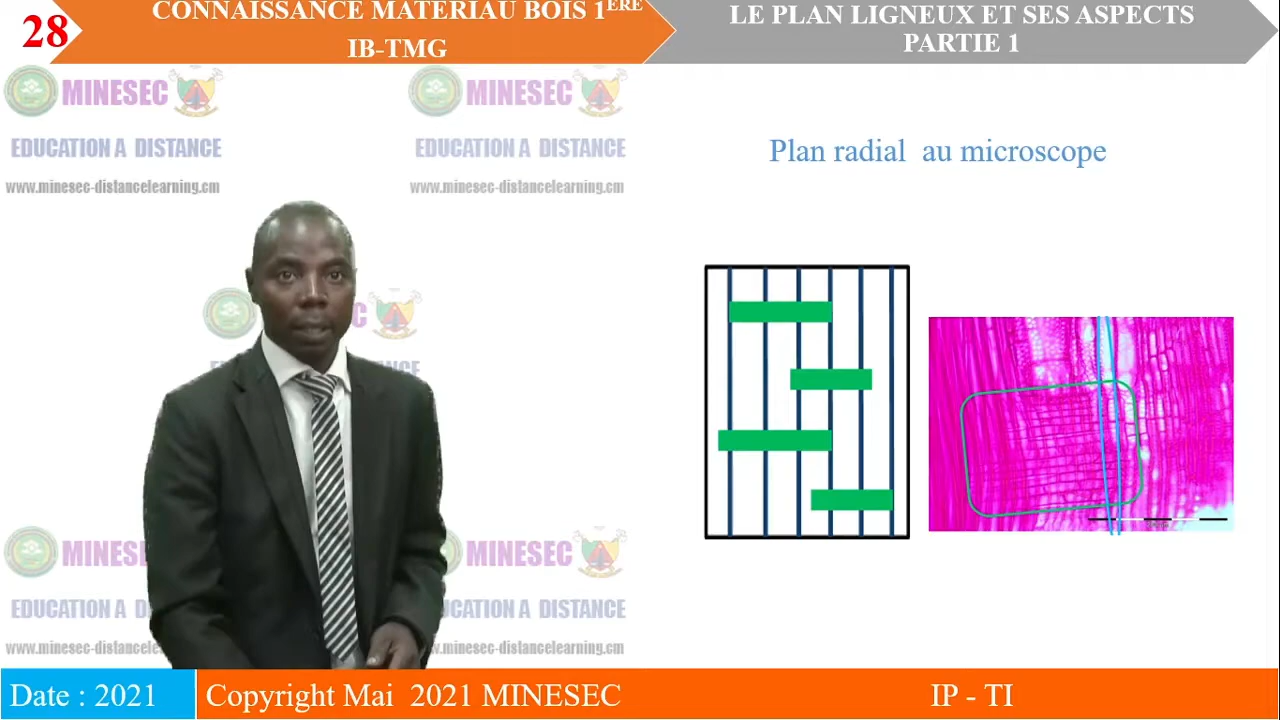 28
CONNAISSANCE MATERIAU BOIS 1ERE
IB-TMG
LE PLAN LIGNEUX ET SES ASPECTS
PARTIE 1
MINESEC
EDUCATION A DISTANCE
www.minesec-distancelearning.cm
MINESEC
EDUCATION A DISTANCE
www.minesec-distancelearning.cm
Plan radial au microscope
MINESEC
EDUCATION A DISTANCE
www.minesec-distancelearning.cm
Date : 2021
Copyright Mai 2021 MINESEC
IP - TI